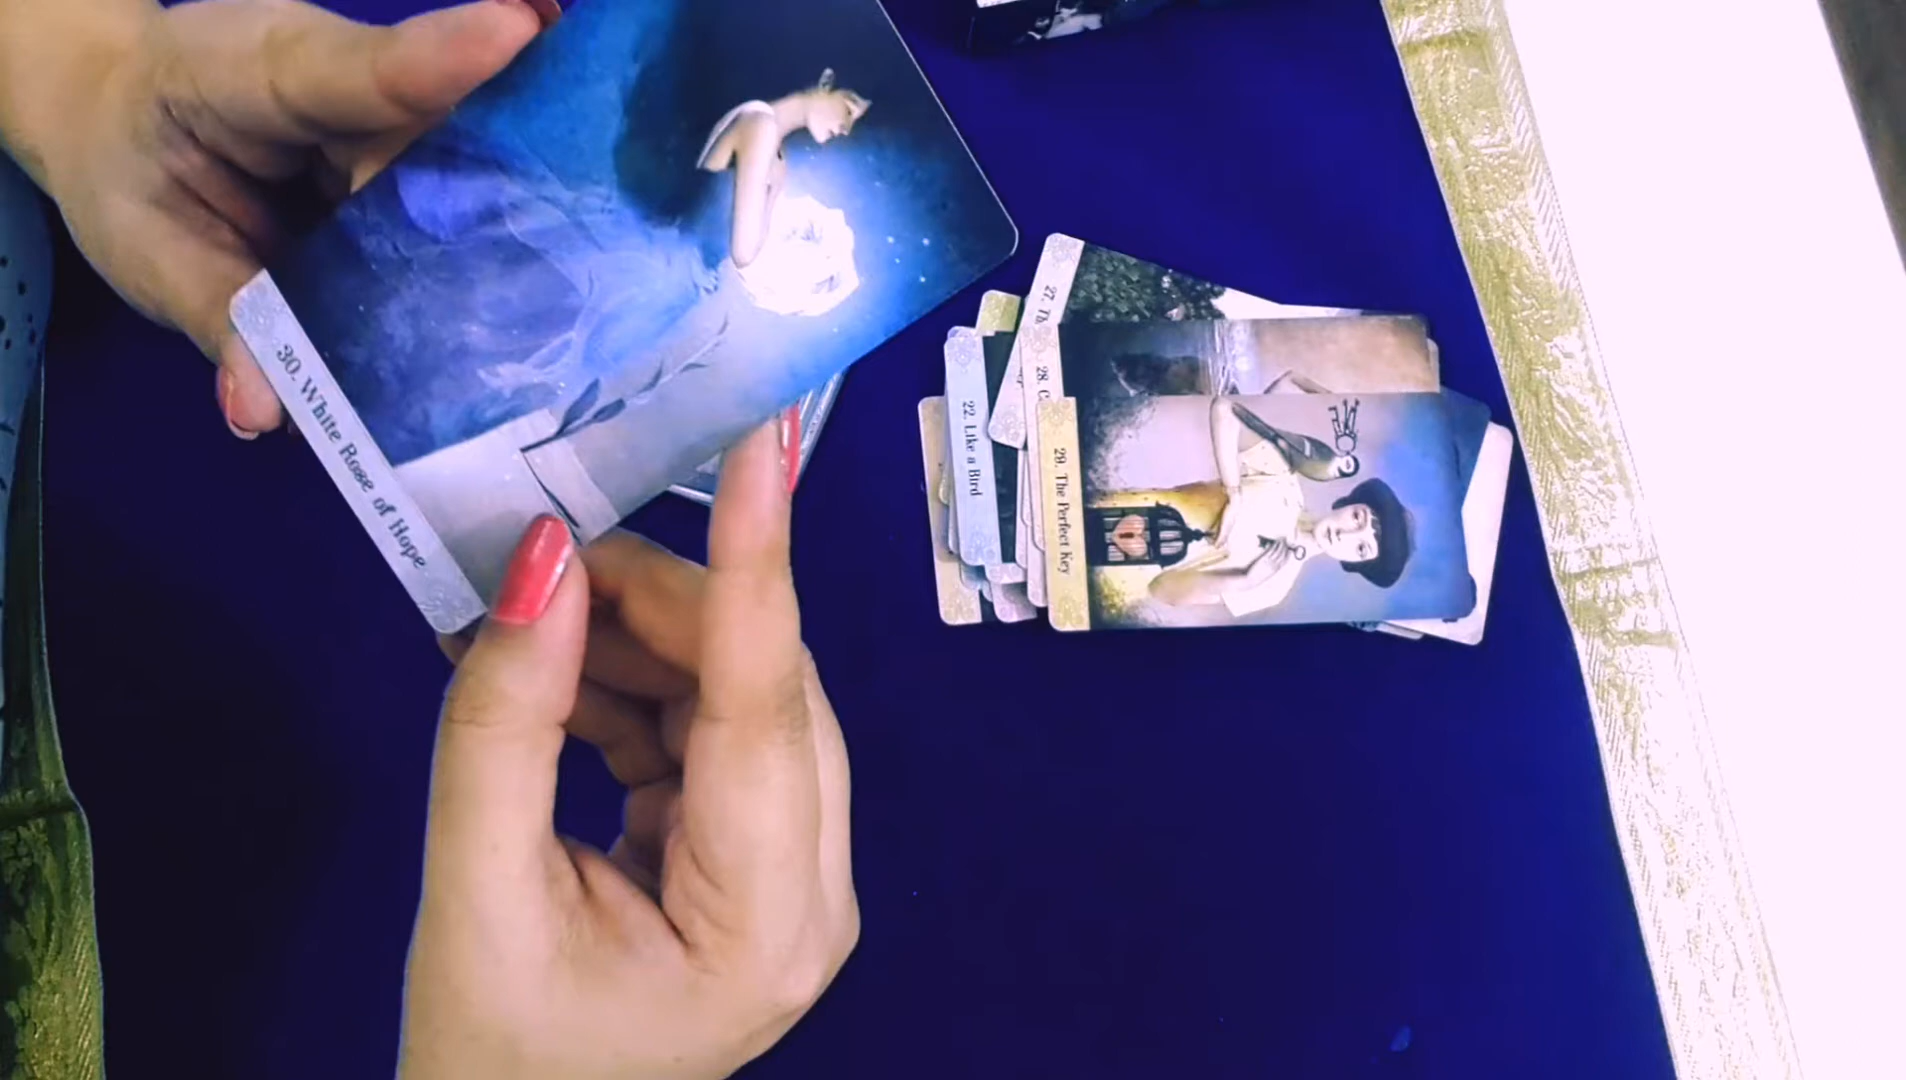 30. White Rose of Hope
27.
28.
22. Like a Bird
29. The Perfect Key